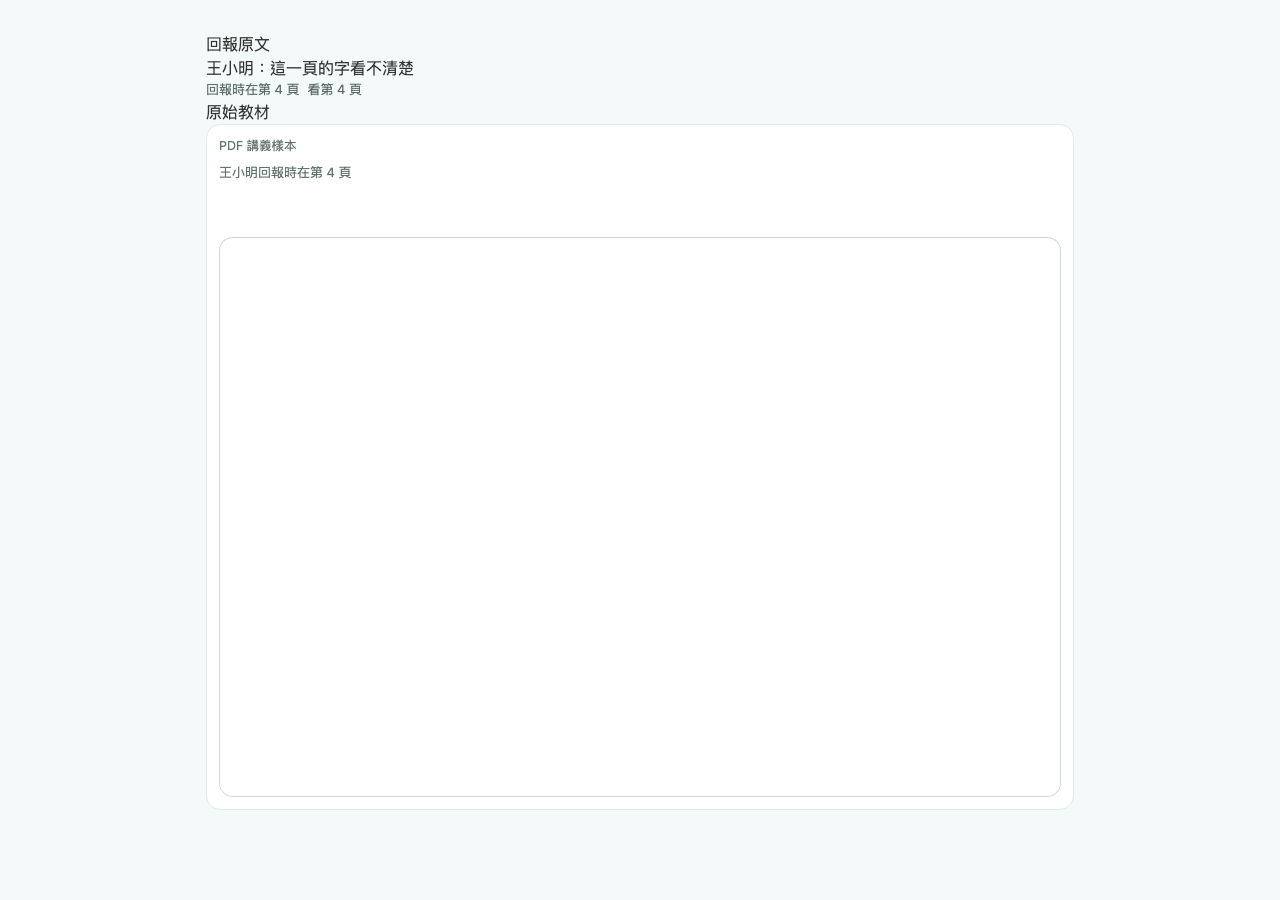 回報原文
王小明：這一頁的字看不清楚
回報時在第 4 頁 看第 4 頁
原始教材
PDF 講義樣本
王小明回報時在第 4 頁